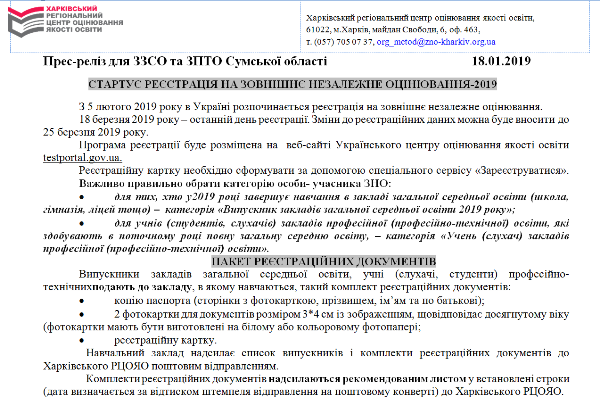 ХАРКІВСЬКИЙ
РЕГІОНАЛЬНИЙ
ЦЕНТР ОЦІНЮВАННЯ
ЯКОСТІ ОСВІТИ
Харківський регіональний центр оцінювання якості освіти,
61022, м.Харків, майдан Свободи, 6, оф. 463,
т. (057) 705 07 37, org_metod@zno-kharkiv.org.ua
Прес-реліз для ЗЗСО та ЗПТО Сумської області 18.01.2019
СТАРТУЄ РЕЄСТРАЦІЯ НА ЗОВНІШНЄ НЕЗАЛЕЖНЕ ОЦІНЮВАННЯ-2019
З 5 лютого 2019 року в Україні розпочинається реєстрація на зовнішнє незалежне оцінювання.
18 березня 2019 року – останній день реєстрації. Зміни до реєстраційних даних можна буде вносити до
25 березня 2019 року.
Програма реєстрації буде розміщена на веб-сайті Українського центру оцінювання якості освіти
testportal.gov.ua.
Реєстраційну картку необхідно сформувати за допомогою спеціального сервісу «Зареєструватися».
Важливо правильно обрати категорію особи- учасника ЗНО:
• для тих, хто у2019 році завершує навчання в закладі загальної середньої освіти (школа,
гімназія, ліцей тощо) – категорія «Випускник закладів загальної середньої освіти 2019 року»;
• для учнів (студентів, слухачів) закладів професійної (професійно-технічної) освіти, які
здобувають в поточному році повну загальну середню освіту, – категорія «Учень (слухач) закладів
професійної (професійно-технічної) освіти».
ПАКЕТ РЕЄСТРАЦІЙНИХ ДОКУМЕНТІВ
Випускники закладів загальної середньої освіти, учні (слухачі, студенти) професійно-
технічнихподають до закладу, в якому навчаються, такий комплект реєстраційних документів:
• копію паспорта (сторінки з фотокарткою, прізвищем, ім’ям та по батькові);
• 2 фотокартки для документів розміром 3*4 см із зображенням, щовідповідає досягнутому віку
(фотокартки мають бути виготовлені на білому або кольоровому фотопапері;
• реєстраційну картку.
Навчальний заклад надсилає список випускників і комплекти реєстраційних документів до
Харківського РЦОЯО поштовим відправленням.
Комплекти реєстраційних документів надсилаються рекомендованим листом у встановлені строки
(дата визначається за відтиском штемпеля відправлення на поштовому конверті) до Харківського РЦОЯО.